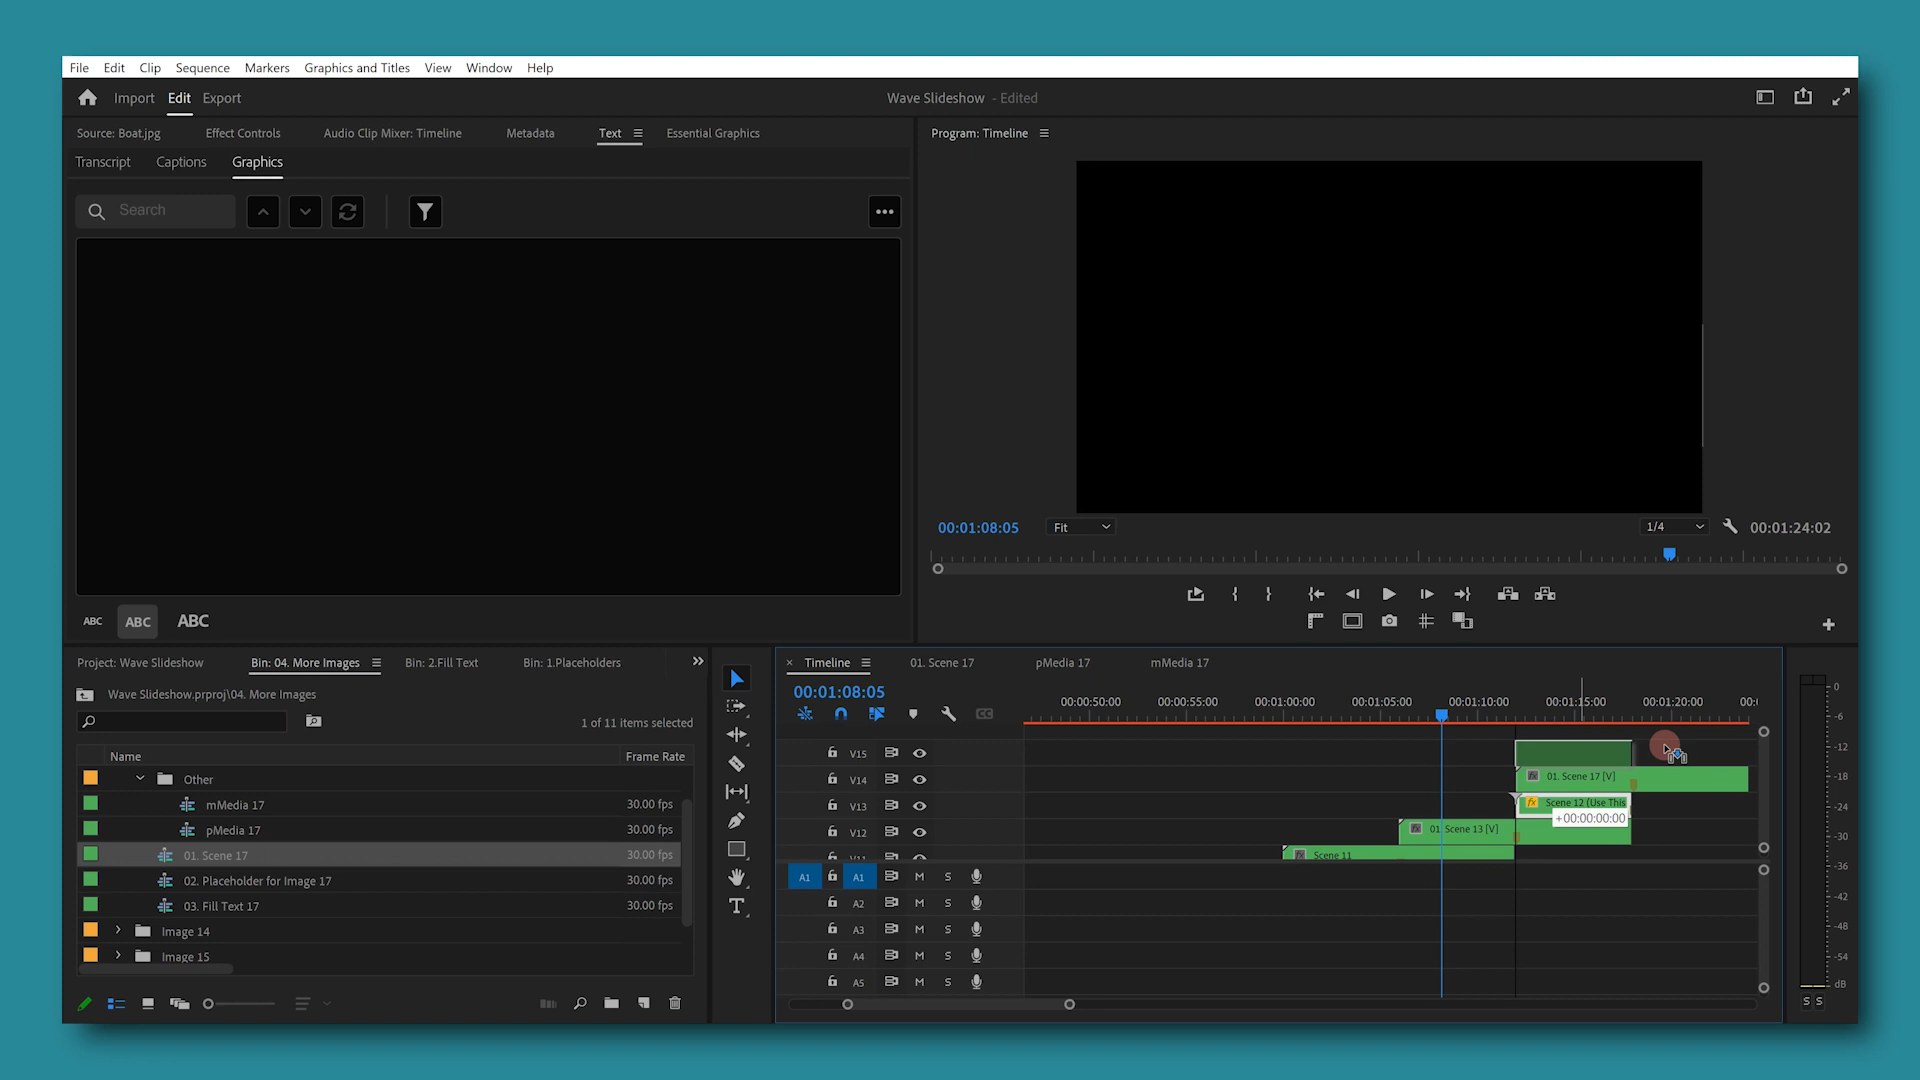 File Edit Clip Sequence Markers Graphics and Titles View Window Help
Import Edit Export
Wave Slideshow - Edited
Source: Boat.jpg Effect Controls Audio Clip Mixer: Timeline Metadata Text Essential Graphics
Program: Timeline
Transcript Captions Graphics
Search
ABC ABC ABC
00:01:08:05 Fit 1/4 00:01:24:02
Project: Wave Slideshow Bin: 04. More Images Bin: 2.Fill Text Bin: 1.Placeholders
Wave Slideshow.prproj\04. More Images
1 of 11 items selected
Name Frame Rate
Other
mMedia 17 30.00 fps
pMedia 17 30.00 fps
01. Scene 17 30.00 fps
02. Placeholder for Image 17 30.00 fps
03. Fill Text 17 30.00 fps
Image 14
Image 15
Timeline 01. Scene 17 pMedia 17 mMedia 17
00:01:08:05
00:00:50:00 00:00:55:00 00:01:00:00 00:01:05:00 00:01:10:00 00:01:15:00 00:01:20:00 00:
V15
V14 01. Scene 17 [V]
V13 fx Scene 12 (Use This
+00:00:00:00
V12 01. Scene 13 [V]
V11 Scene 11
A1 A1 M S
A2 M S
A3 M S
A4 M S
A5 M S
0
-6
-12
-18
-24
-30
-36
-42
-48
-54
dB
S S